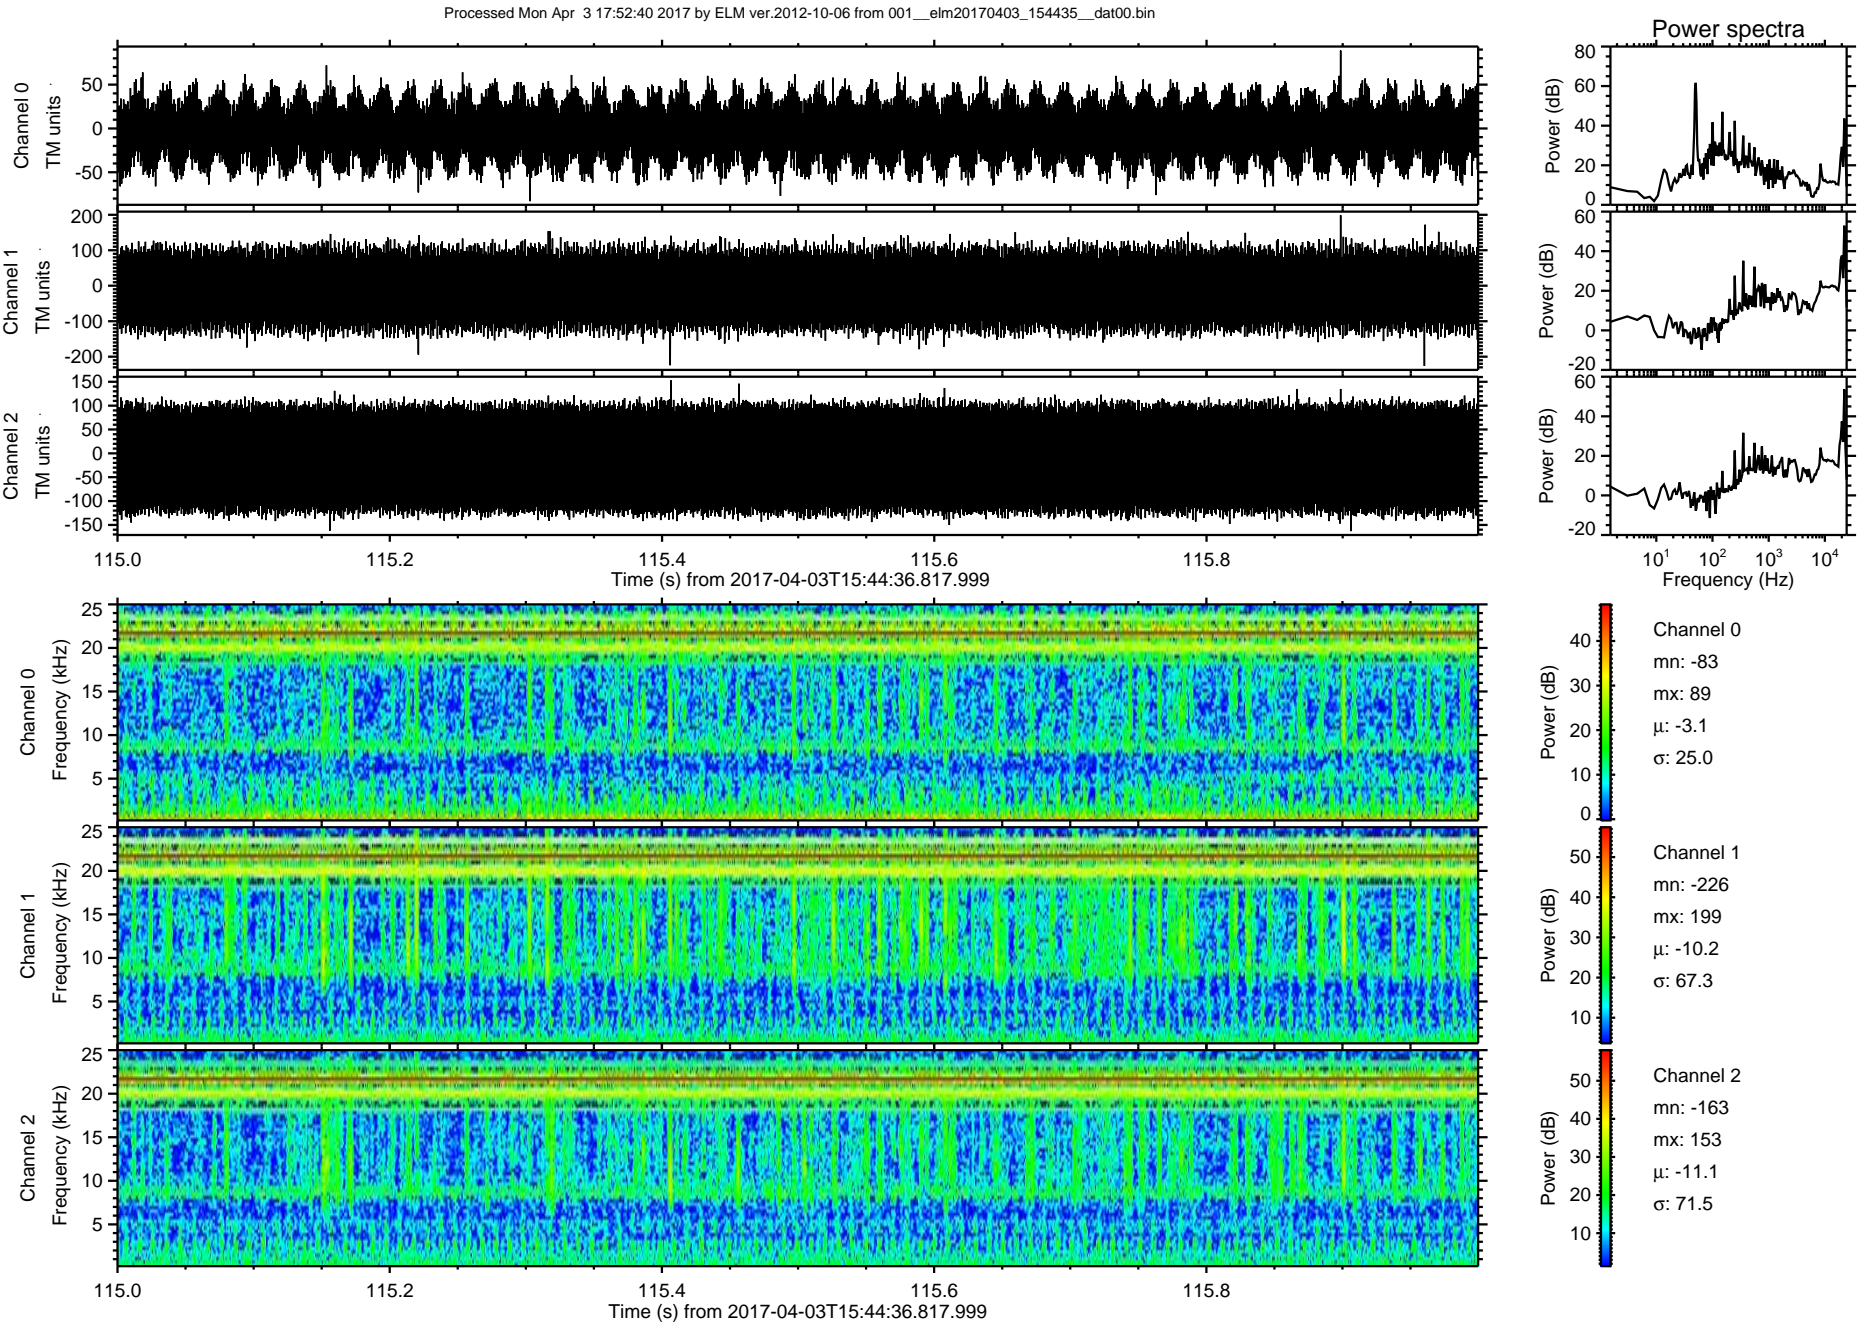 Processed Mon Apr  3 17:52:40 2017 by ELM ver.2012-10-06 from 001__elm20170403_154435__dat00.bin
Power spectra
Channel 0
TM units
50
0
-50
Power (dB)
80
60
40
20
0
Channel 1
TM units
200
100
0
-100
-200
Power (dB)
60
40
20
0
-20
Channel 2
TM units
150
100
50
0
-50
-100
-150
Power (dB)
60
40
20
0
-20
115.0 115.2 115.4 115.6 115.8
Time (s) from 2017-04-03T15:44:36.817.999
10^1 10^2 10^3 10^4
Frequency (Hz)
Channel 0
Frequency (kHz)
25
20
15
10
5
Power (dB)
40
30
20
10
0
Channel 0
mn: -83
mx: 89
μ: -3.1
σ: 25.0
Channel 1
Frequency (kHz)
25
20
15
10
5
Power (dB)
50
40
30
20
10
Channel 1
mn: -226
mx: 199
μ: -10.2
σ: 67.3
Channel 2
Frequency (kHz)
25
20
15
10
5
Power (dB)
50
40
30
20
10
Channel 2
mn: -163
mx: 153
μ: -11.1
σ: 71.5
115.0 115.2 115.4 115.6 115.8
Time (s) from 2017-04-03T15:44:36.817.999